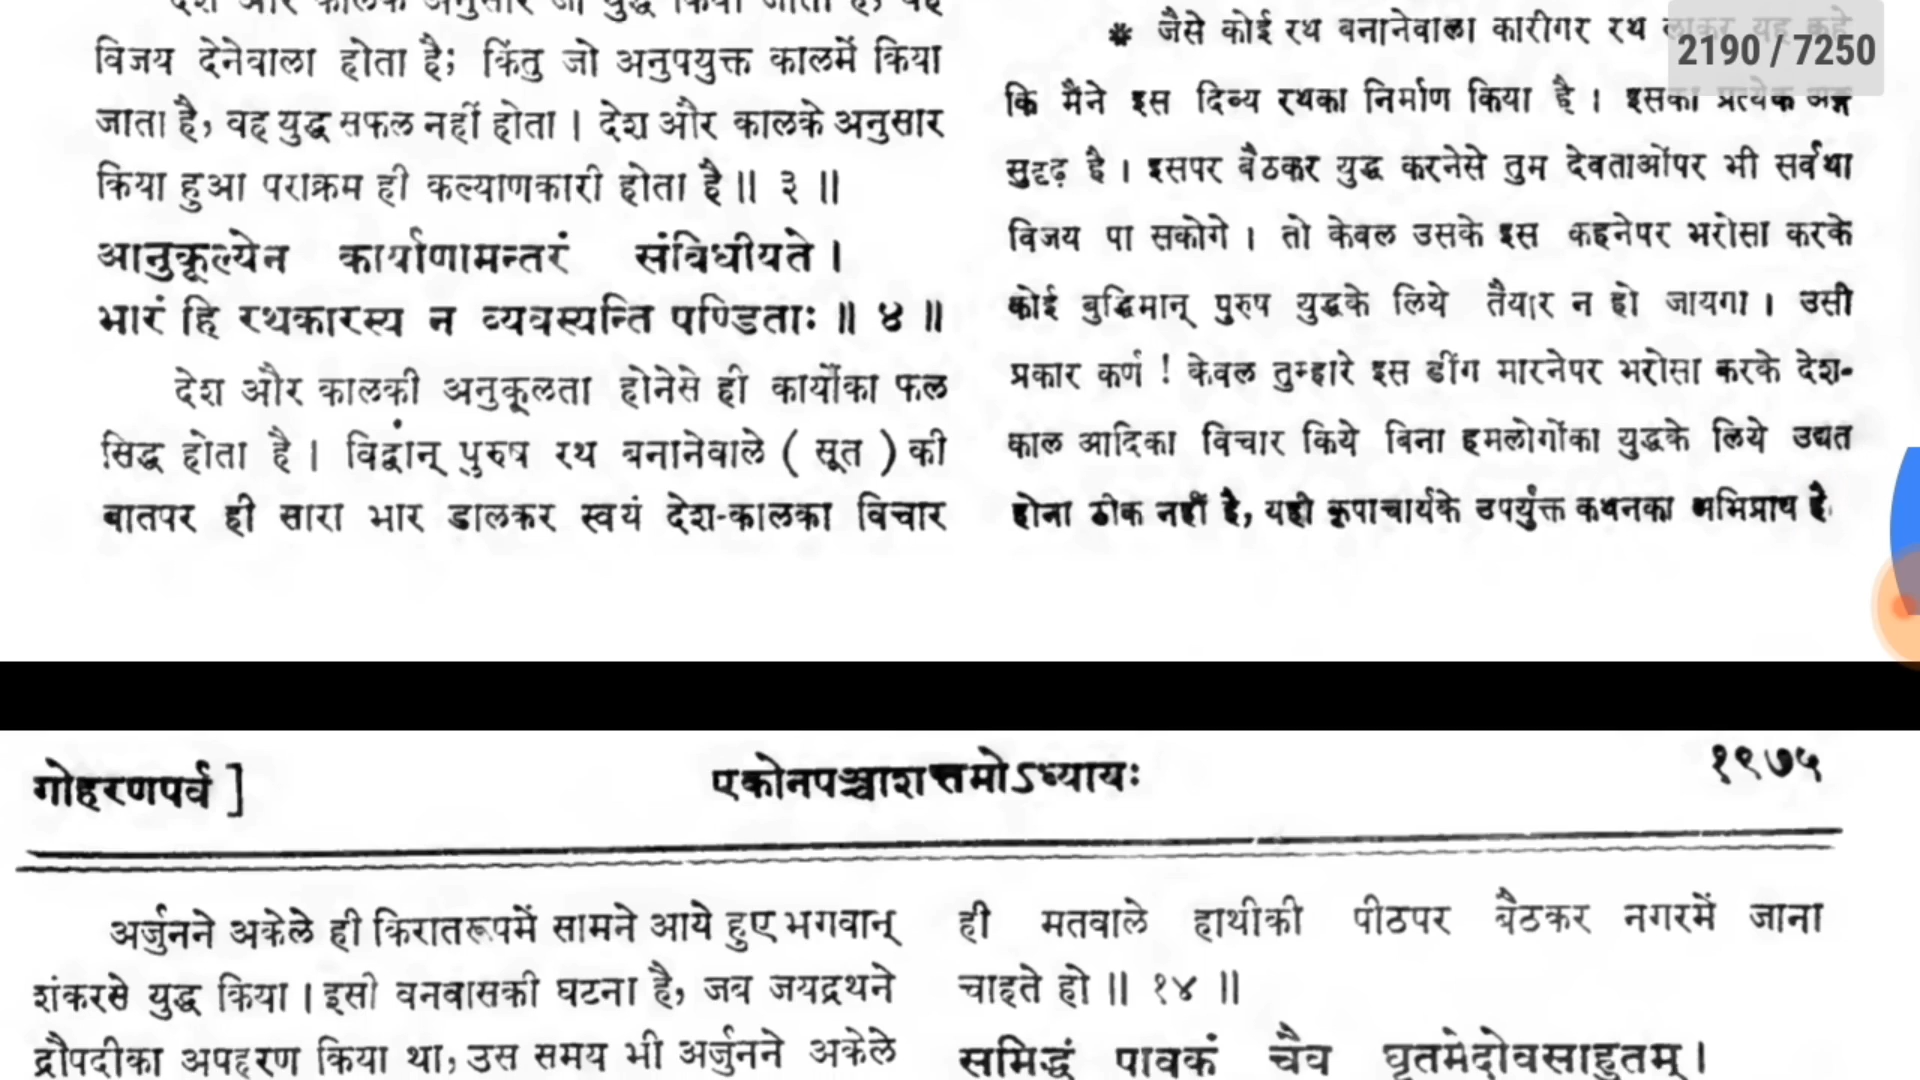 विजय देनेवाला होता है; किंतु जो अनुपयुक्त कालमें किया
जाता है, वह युद्ध सफल नहीं होता । देश और कालके अनुसार
किया हुआ पराक्रम ही कल्याणकारी होता है ॥ ३ ॥
आनुकूल्येन कार्याणामन्तरं संविधीयते ।
भारं हि रथकारस्य न व्यवस्यन्ति पण्डिताः ॥ ४ ॥
देश और कालकी अनुकूलता होनेसे ही कार्योंका फल
सिद्ध होता है । विद्वान् पुरुष रथ बनानेवाले ( सूत ) की
बातपर ही सारा भार डालकर स्वयं देश-कालका विचार
* जैसे कोई रथ बनानेवाला कारीगर रथ लाकर यह कहे
2190 / 7250
कि मैंने इस दिव्य रथका निर्माण किया है । इसका प्रत्येक अङ्ग
सुदृढ़ है । इसपर बैठकर युद्ध करनेसे तुम देवताओंपर भी सर्वथा
विजय पा सकोगे । तो केवल उसके इस कहनेपर भरोसा करके
कोई बुद्धिमान् पुरुष युद्धके लिये तैयार न हो जायगा । उसी
प्रकार कर्ण ! केवल तुम्हारे इस डींग मारनेपर भरोसा करके देश-
काल आदिका विचार किये बिना हमलोगोंका युद्धके लिये उद्यत
होना ठीक नहीं है, यही कृपाचार्यके उपर्युक्त कथनका अभिप्राय है
गोहरणपर्व ]
एकोनपञ्चाशत्तमोऽध्यायः
१९७५
अर्जुनने अकेले ही किरातरूपमें सामने आये हुए भगवान्
शंकरसे युद्ध किया । इसी वनवासकी घटना है, जब जयद्रथने
द्रौपदीका अपहरण किया था, उस समय भी अर्जुनने अकेले
ही मतवाले हाथीकी पीठपर बैठकर नगरमें जाना
चाहते हो ॥ १४ ॥
समिद्धं पावकं चैव घृतमेदोवसाहुतम् ।